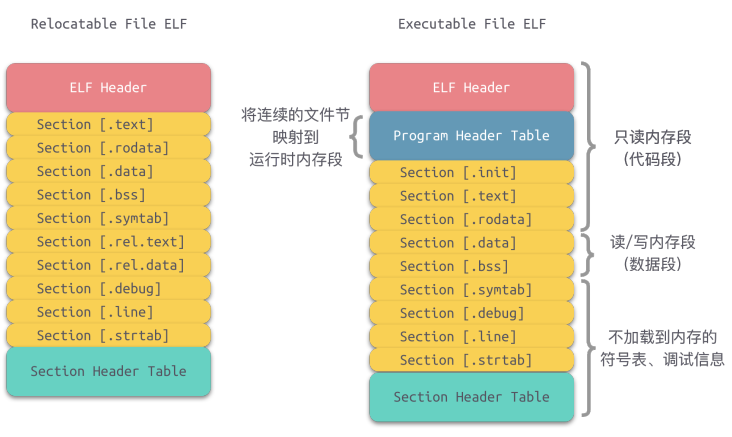 Relocatable File ELF
ELF Header
Section [.text]
Section [.rodata]
Section [.data]
Section [.bss]
Section [.symtab]
Section [.rel.text]
Section [.rel.data]
Section [.debug]
Section [.line]
Section [.strtab]
Section Header Table
Executable File ELF
将连续的文件节
映射到
运行时内存段
ELF Header
Program Header Table
Section [.init]
Section [.text]
Section [.rodata]
Section [.data]
Section [.bss]
Section [.symtab]
Section [.debug]
Section [.line]
Section [.strtab]
Section Header Table
只读内存段
(代码段)
读/写内存段
(数据段)
不加载到内存的
符号表、调试信息